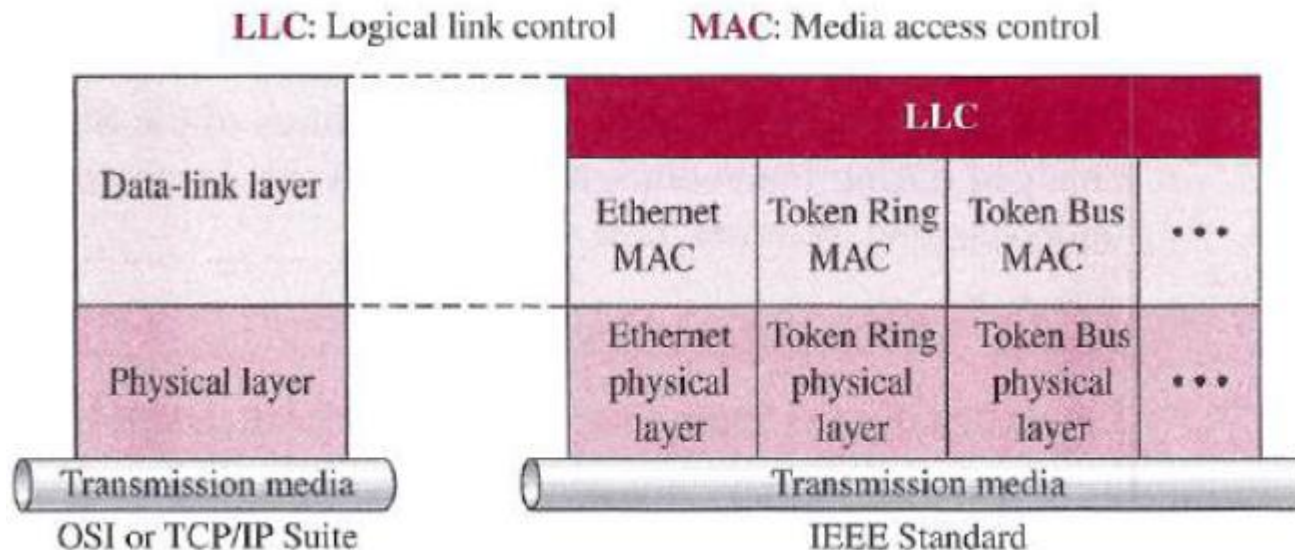 LLC: Logical link control MAC: Media access control
LLC
Data-link layer
Ethernet
MAC
Token Ring
MAC
Token Bus
MAC
•••
Physical layer
Ethernet
physical
layer
Token Ring
physical
layer
Token Bus
physical
layer
•••
Transmission media
Transmission media
OSI or TCP/IP Suite
IEEE Standard